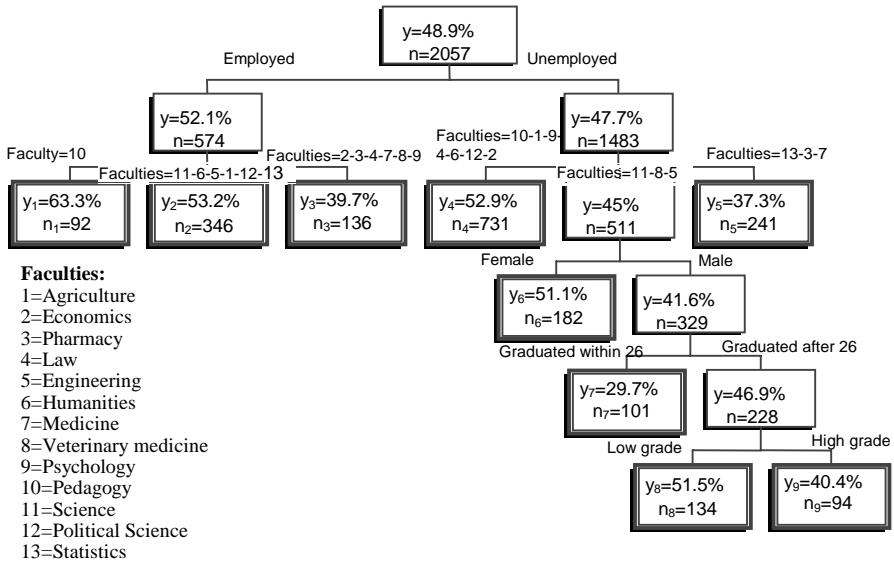 y=48.9%
n=2057
Employed
Unemployed
y=52.1%
n=574
y=47.7%
n=1483
Faculty=10
Faculties=11-6-5-1-12-13
Faculties=2-3-4-7-8-9
Faculties=10-1-9-
4-6-12-2
Faculties=11-8-5
Faculties=13-3-7
y1=63.3%
n1=92
y2=53.2%
n2=346
y3=39.7%
n3=136
y4=52.9%
n4=731
y=45%
n=511
y5=37.3%
n5=241
Female
Male
y6=51.1%
n6=182
y=41.6%
n=329
Graduated within 26
Graduated after 26
y7=29.7%
n7=101
y=46.9%
n=228
Low grade
High grade
y8=51.5%
n8=134
y9=40.4%
n9=94
Faculties:
1=Agriculture
2=Economics
3=Pharmacy
4=Law
5=Engineering
6=Humanities
7=Medicine
8=Veterinary medicine
9=Psychology
10=Pedagogy
11=Science
12=Political Science
13=Statistics